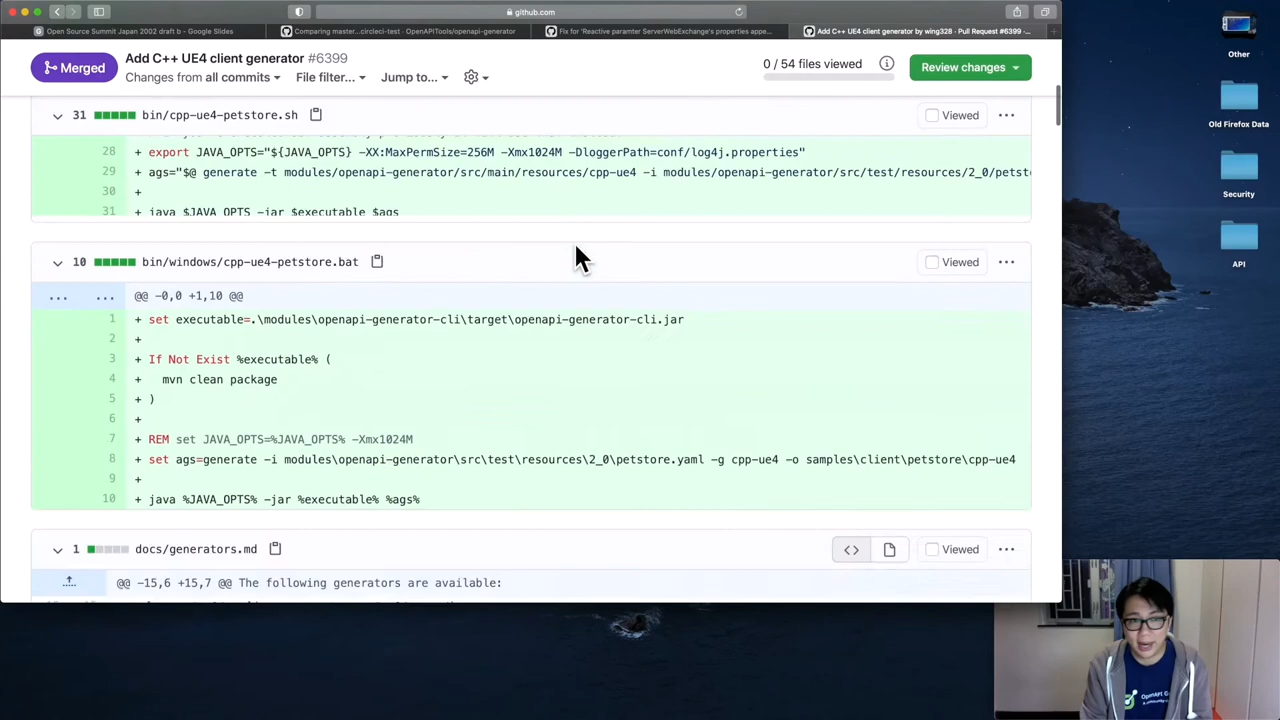 github.com
Open Source Summit Japan 2002 draft b - Google Slides
Comparing master...circleci-test · OpenAPITools/openapi-generator
Fix for 'Reactive paramter ServerWebExchange's properties appe...
Add C++ UE4 client generator by wing328 · Pull Request #6399 -...
Merged
Add C++ UE4 client generator #6399
Changes from all commits
File filter...
Jump to...
0 / 54 files viewed
Review changes
31 bin/cpp-ue4-petstore.sh
Viewed
28 + export JAVA_OPTS="${JAVA_OPTS} -XX:MaxPermSize=256M -Xmx1024M -DloggerPath=conf/log4j.properties"
29 + ags="$@ generate -t modules/openapi-generator/src/main/resources/cpp-ue4 -i modules/openapi-generator/src/test/resources/2_0/petst
30 +
31 java $JAVA_OPTS -jar $executable $ags
10 bin/windows/cpp-ue4-petstore.bat
Viewed
... ... @@ -0,0 +1,10 @@
1 + set executable=.\modules\openapi-generator-cli\target\openapi-generator-cli.jar
2 +
3 + If Not Exist %executable% (
4 + mvn clean package
5 + )
6 +
7 + REM set JAVA_OPTS=%JAVA_OPTS% -Xmx1024M
8 + set ags=generate -i modules\openapi-generator\src\test\resources\2_0\petstore.yaml -g cpp-ue4 -o samples\client\petstore\cpp-ue4
9 +
10 + java %JAVA_OPTS% -jar %executable% %ags%
1 docs/generators.md
Viewed
@@ -15,6 +15,7 @@ The following generators are available:
Other
Old Firefox Data
Security
API